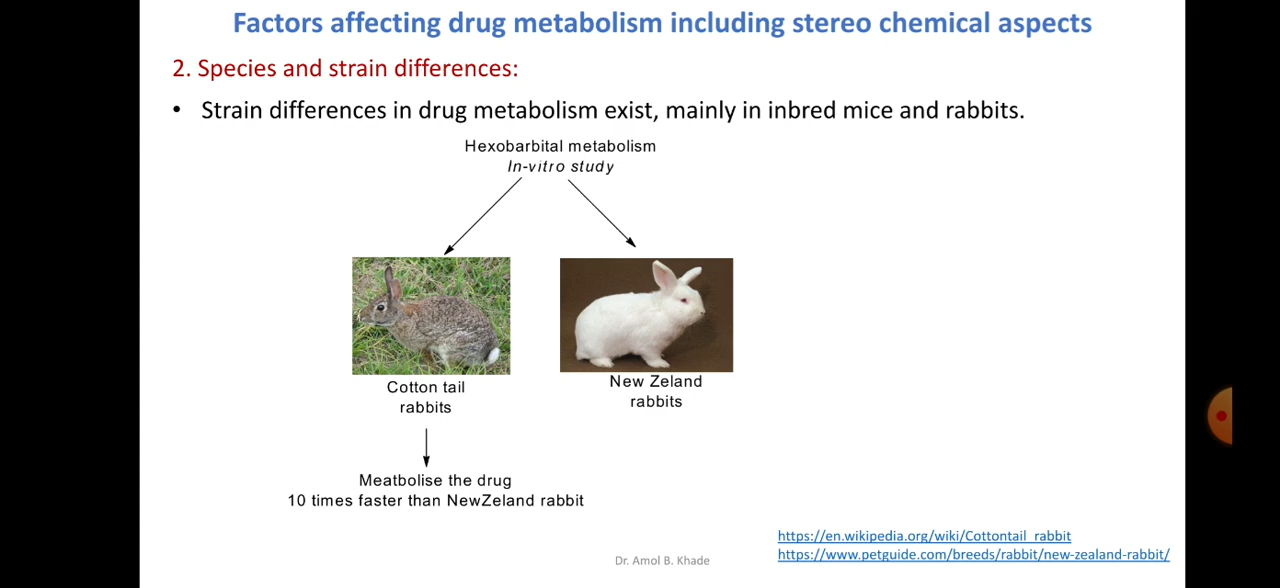 Factors affecting drug metabolism including stereo chemical aspects
2. Species and strain differences:
• Strain differences in drug metabolism exist, mainly in inbred mice and rabbits.
Hexobarbital metabolism
In-vitro study
Cotton tail
rabbits
New Zeland
rabbits
Meatbolise the drug
10 times faster than NewZeland rabbit
https://en.wikipedia.org/wiki/Cottontail_rabbit
https://www.petguide.com/breeds/rabbit/new-zealand-rabbit/
Dr. Amol B. Khade